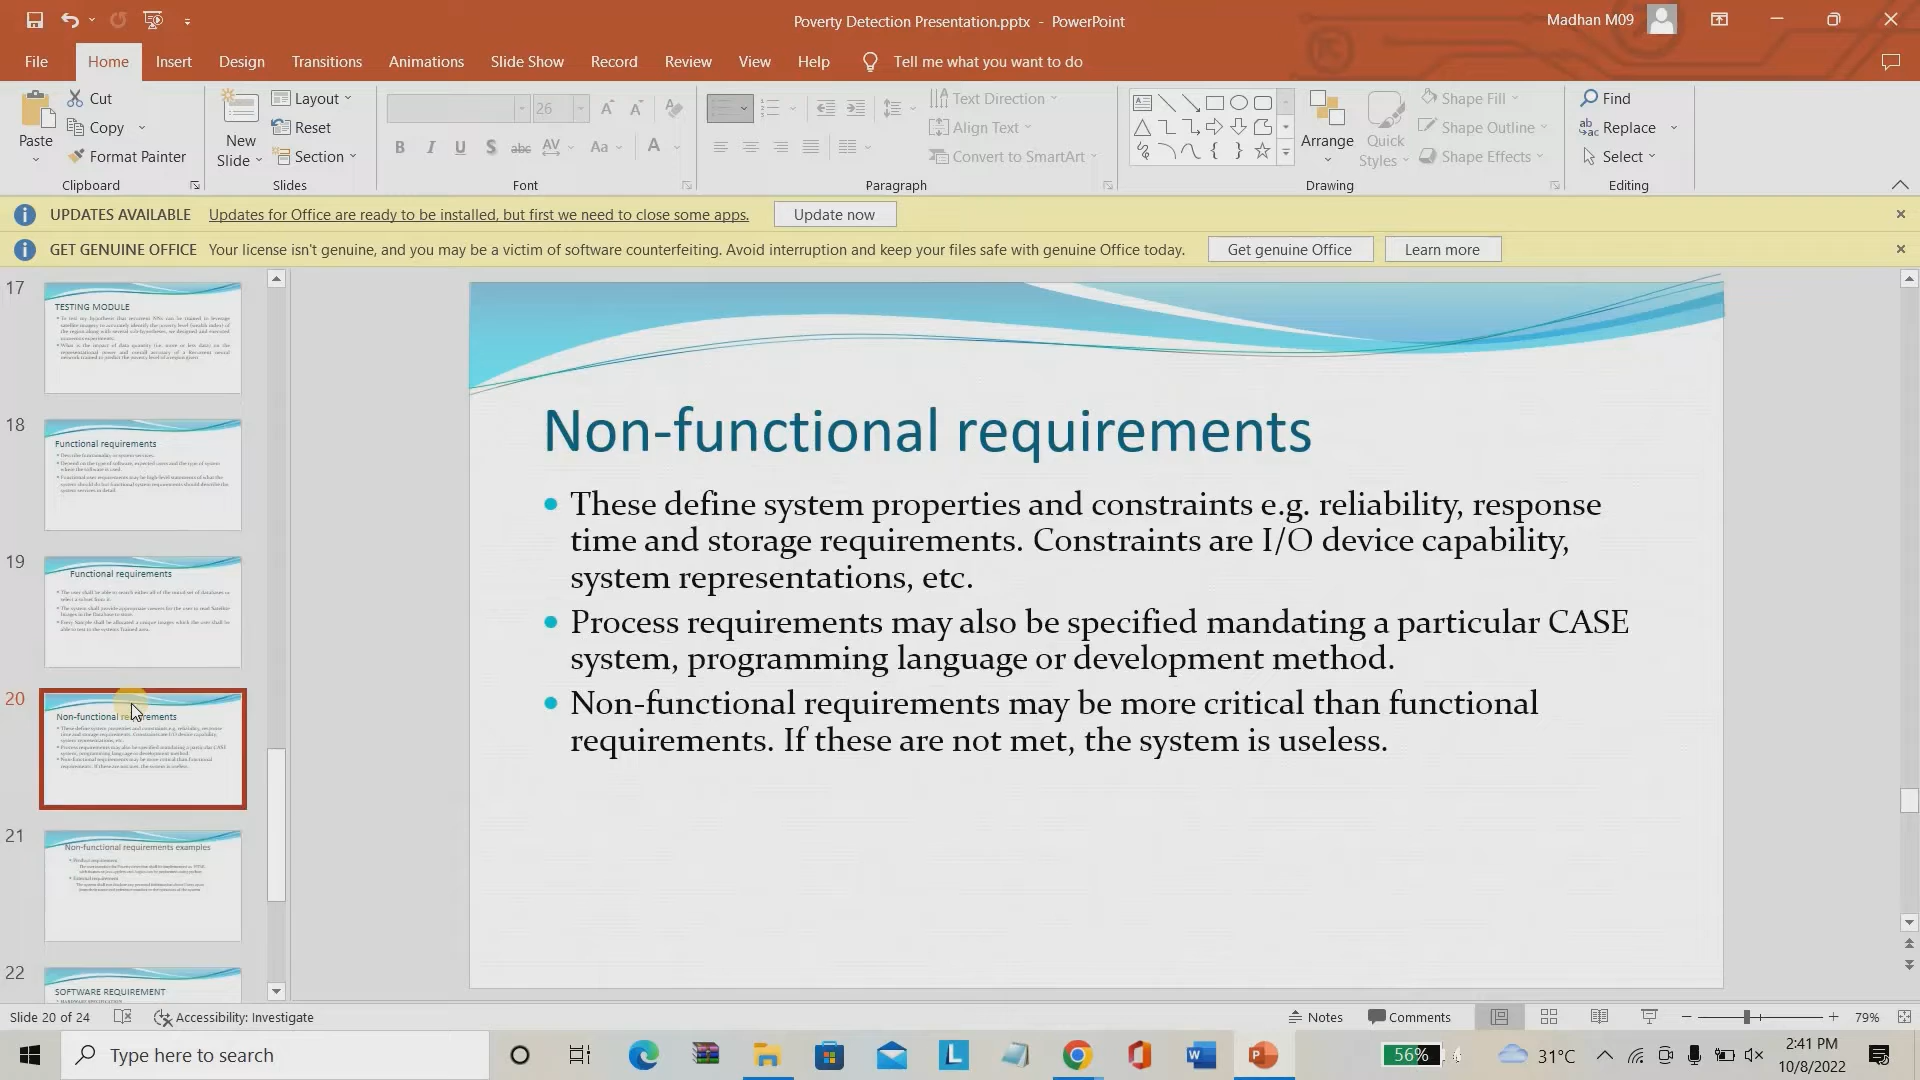 Poverty Detection Presentation.pptx - PowerPoint
Madhan M09
File Home Insert Design Transitions Animations Slide Show Record Review View Help Tell me what you want to do
Paste
Cut
Copy
Format Painter
Clipboard
New
Slide
Layout
Reset
Section
Slides
26
Font
Text Direction
Align Text
Convert to SmartArt
Paragraph
Arrange
Quick
Styles
Shape Fill
Shape Outline
Shape Effects
Drawing
Find
Replace
Select
Editing
UPDATES AVAILABLE Updates for Office are ready to be installed, but first we need to close some apps. Update now
GET GENUINE OFFICE Your license isn't genuine, and you may be a victim of software counterfeiting. Avoid interruption and keep your files safe with genuine Office today. Get genuine Office Learn more
17
TESTING MODULE
18
Functional requirements
19
Functional requirements
20
Non-functional requirements
21
Non-functional requirements examples
22
SOFTWARE REQUIREMENT
Non-functional requirements
These define system properties and constraints e.g. reliability, response
time and storage requirements. Constraints are I/O device capability,
system representations, etc.
Process requirements may also be specified mandating a particular CASE
system, programming language or development method.
Non-functional requirements may be more critical than functional
requirements. If these are not met, the system is useless.
Slide 20 of 24 Accessibility: Investigate Notes Comments 79%
Type here to search
56%
31°C
2:41 PM
10/8/2022